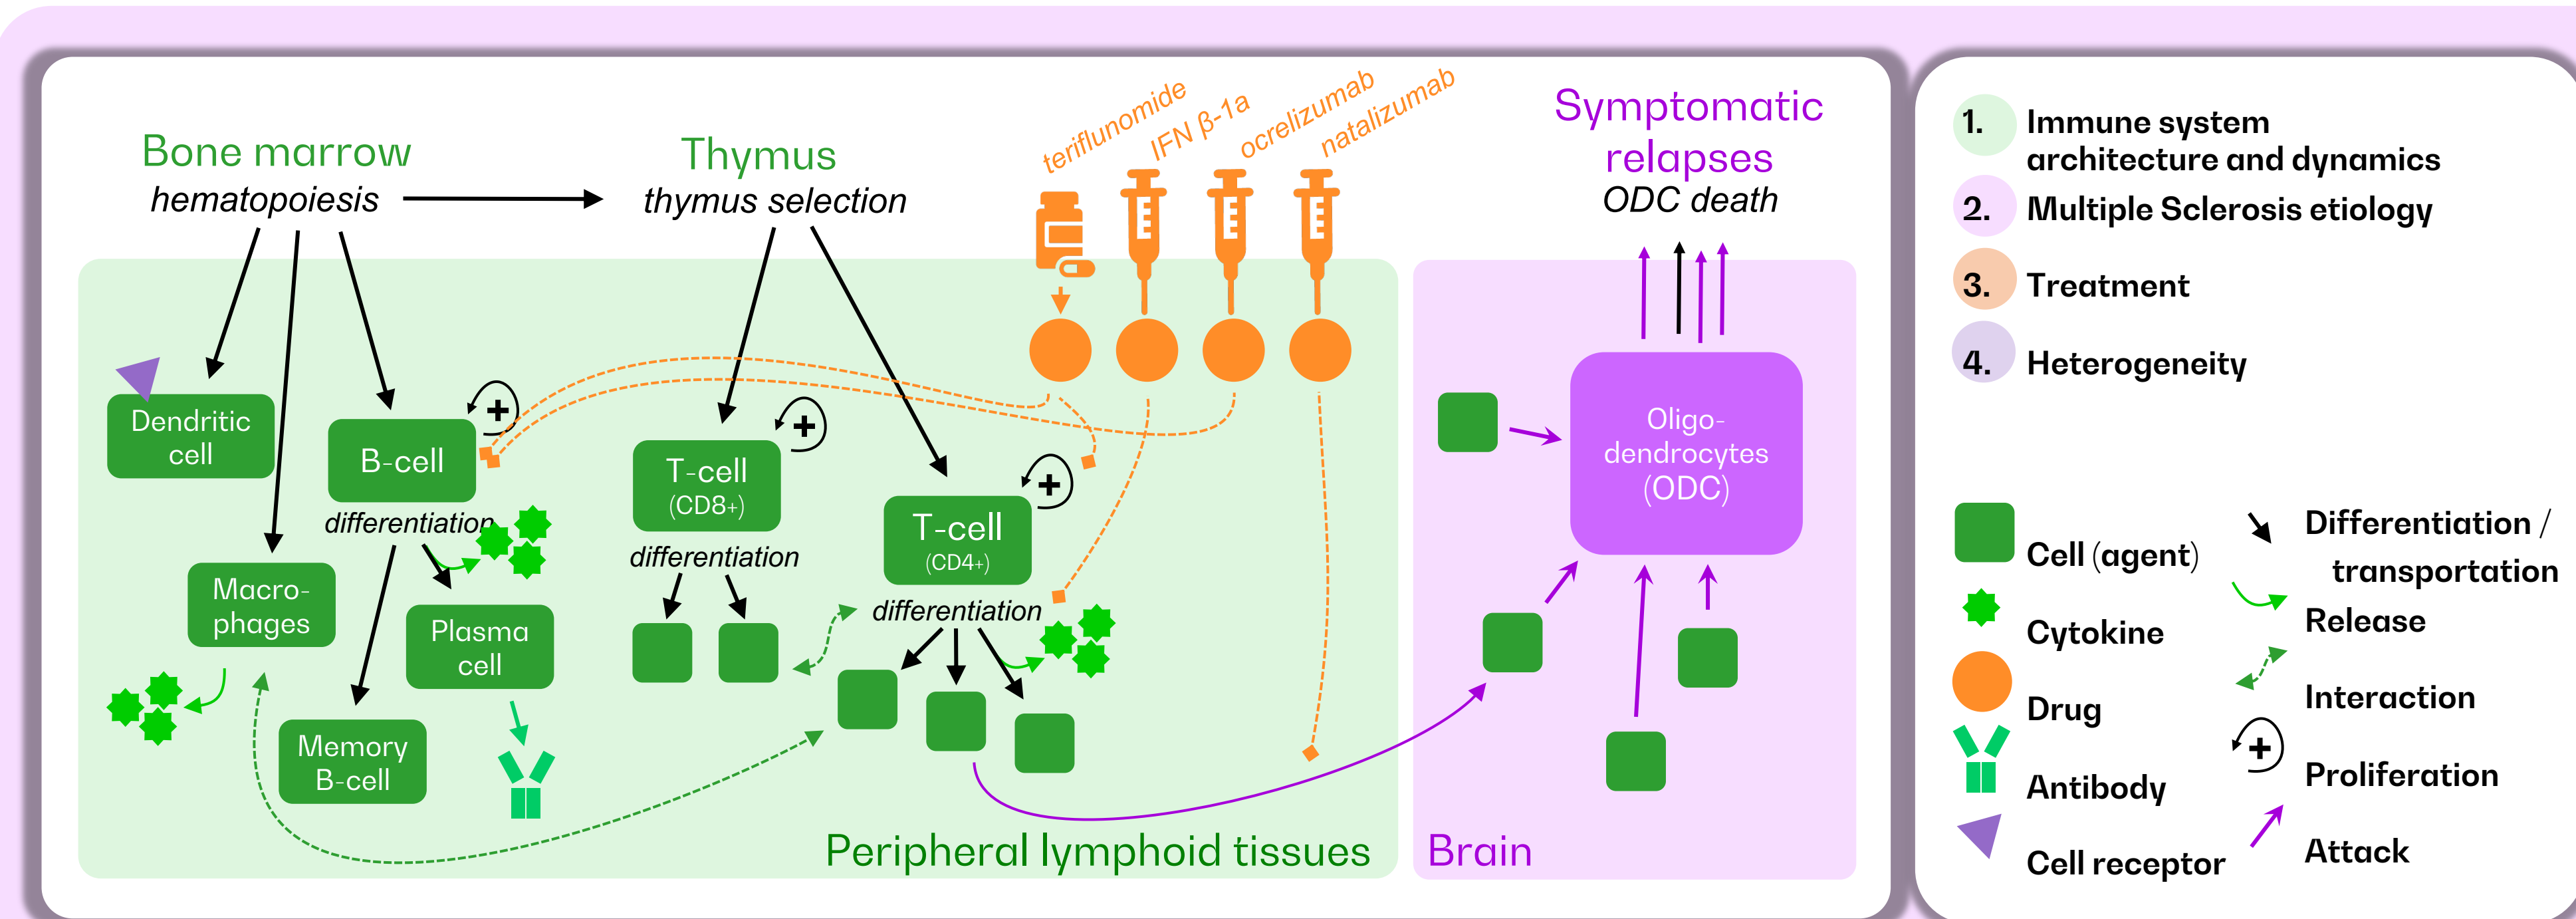 Bone marrow
hematopoiesis
Thymus
thymus selection
teriflunomide
IFN β-1a
ocrelizumab
natalizumab
Symptomatic
relapses
ODC death
Dendritic
cell
B-cell
+
differentiation
Macro-
phages
Plasma
cell
Memory
B-cell
T-cell
(CD8+)
+
differentiation
T-cell
(CD4+)
+
differentiation
Peripheral lymphoid tissues
Oligo-
dendrocytes
(ODC)
Brain
1. Immune system
architecture and dynamics
2. Multiple Sclerosis etiology
3. Treatment
4. Heterogeneity
Cell (agent)
Cytokine
Drug
Antibody
Cell receptor
Differentiation /
transportation
Release
Interaction
+
Proliferation
Attack